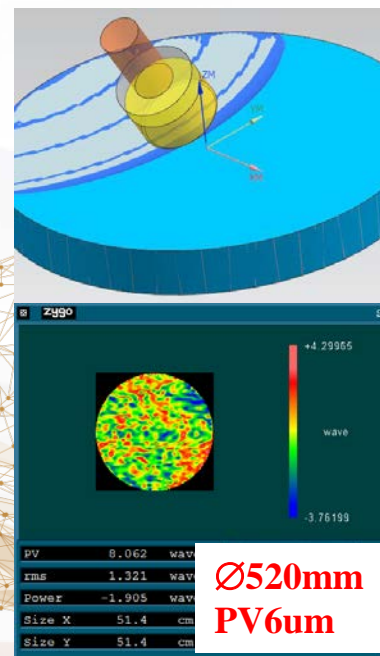 ZM
YM
XM
zygo
+4.29965
wave
-3.76199
PV 8.062 wav
rms 1.321 wav
Power -1.905 wav
Size X 51.4 cm
Size Y 51.4 cm
Ø520mm
PV6um